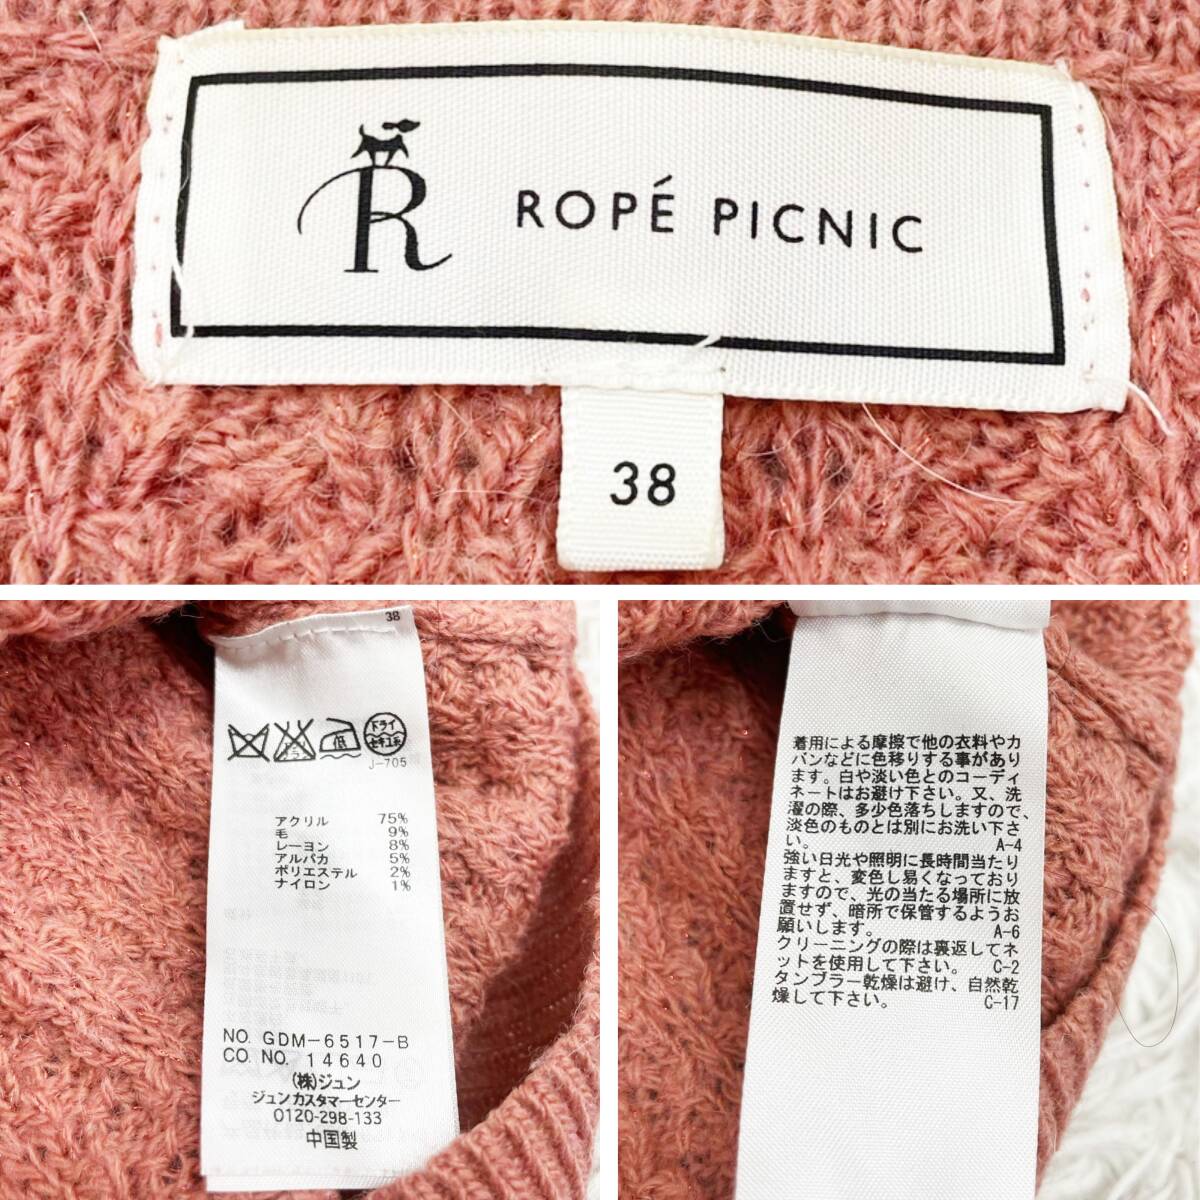 R ROPÉ PICNIC
38
38
ドライ
エンソ 低 セキユ系
J-705
アクリル 75%
毛 9%
レーヨン 8%
アルパカ 5%
ポリエステル 2%
ナイロン 1%
NO. GDM-6517-B
CO. NO. 14640
(株)ジュン
ジュンカスタマーセンター
0120-298-133
中国製
着用による摩擦で他の衣料やカ
バンなどに色移りする事があり
ます。白や淡い色とのコーディ
ネートはお避け下さい。又、洗
濯の際、多少色落ちしますので、
淡色のものとは別にお洗い下さ
い。 A-4
強い日光や照明に長時間当たり
ますと、変色し易くなっており
ますので、光の当たる場所に放
置せず、暗所で保管するようお
願いします。 A-6
クリーニングの際は裏返してネ
ットを使用して下さい。 C-2
タンブラー乾燥は避け、自然乾
燥して下さい。 C-17